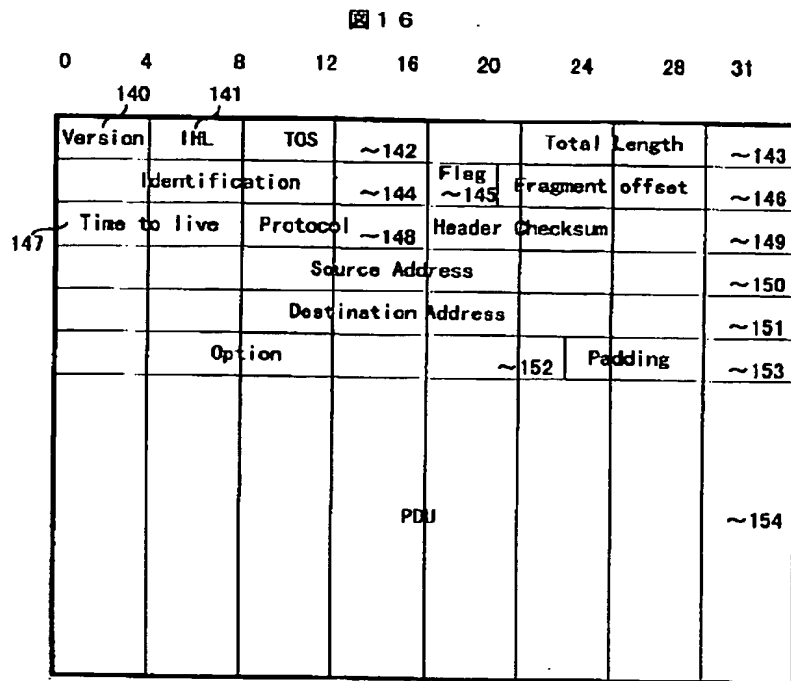 図16
0 4 8 12 16 20 24 28 31
140 141
Version IHL TOS ~142 Total Length ~143
Identification ~144 Flag ~145 Fragment offset ~146
147 Time to live Protocol ~148 Header Checksum ~149
Source Address ~150
Destination Address ~151
Option ~152 Padding ~153
PDU ~154